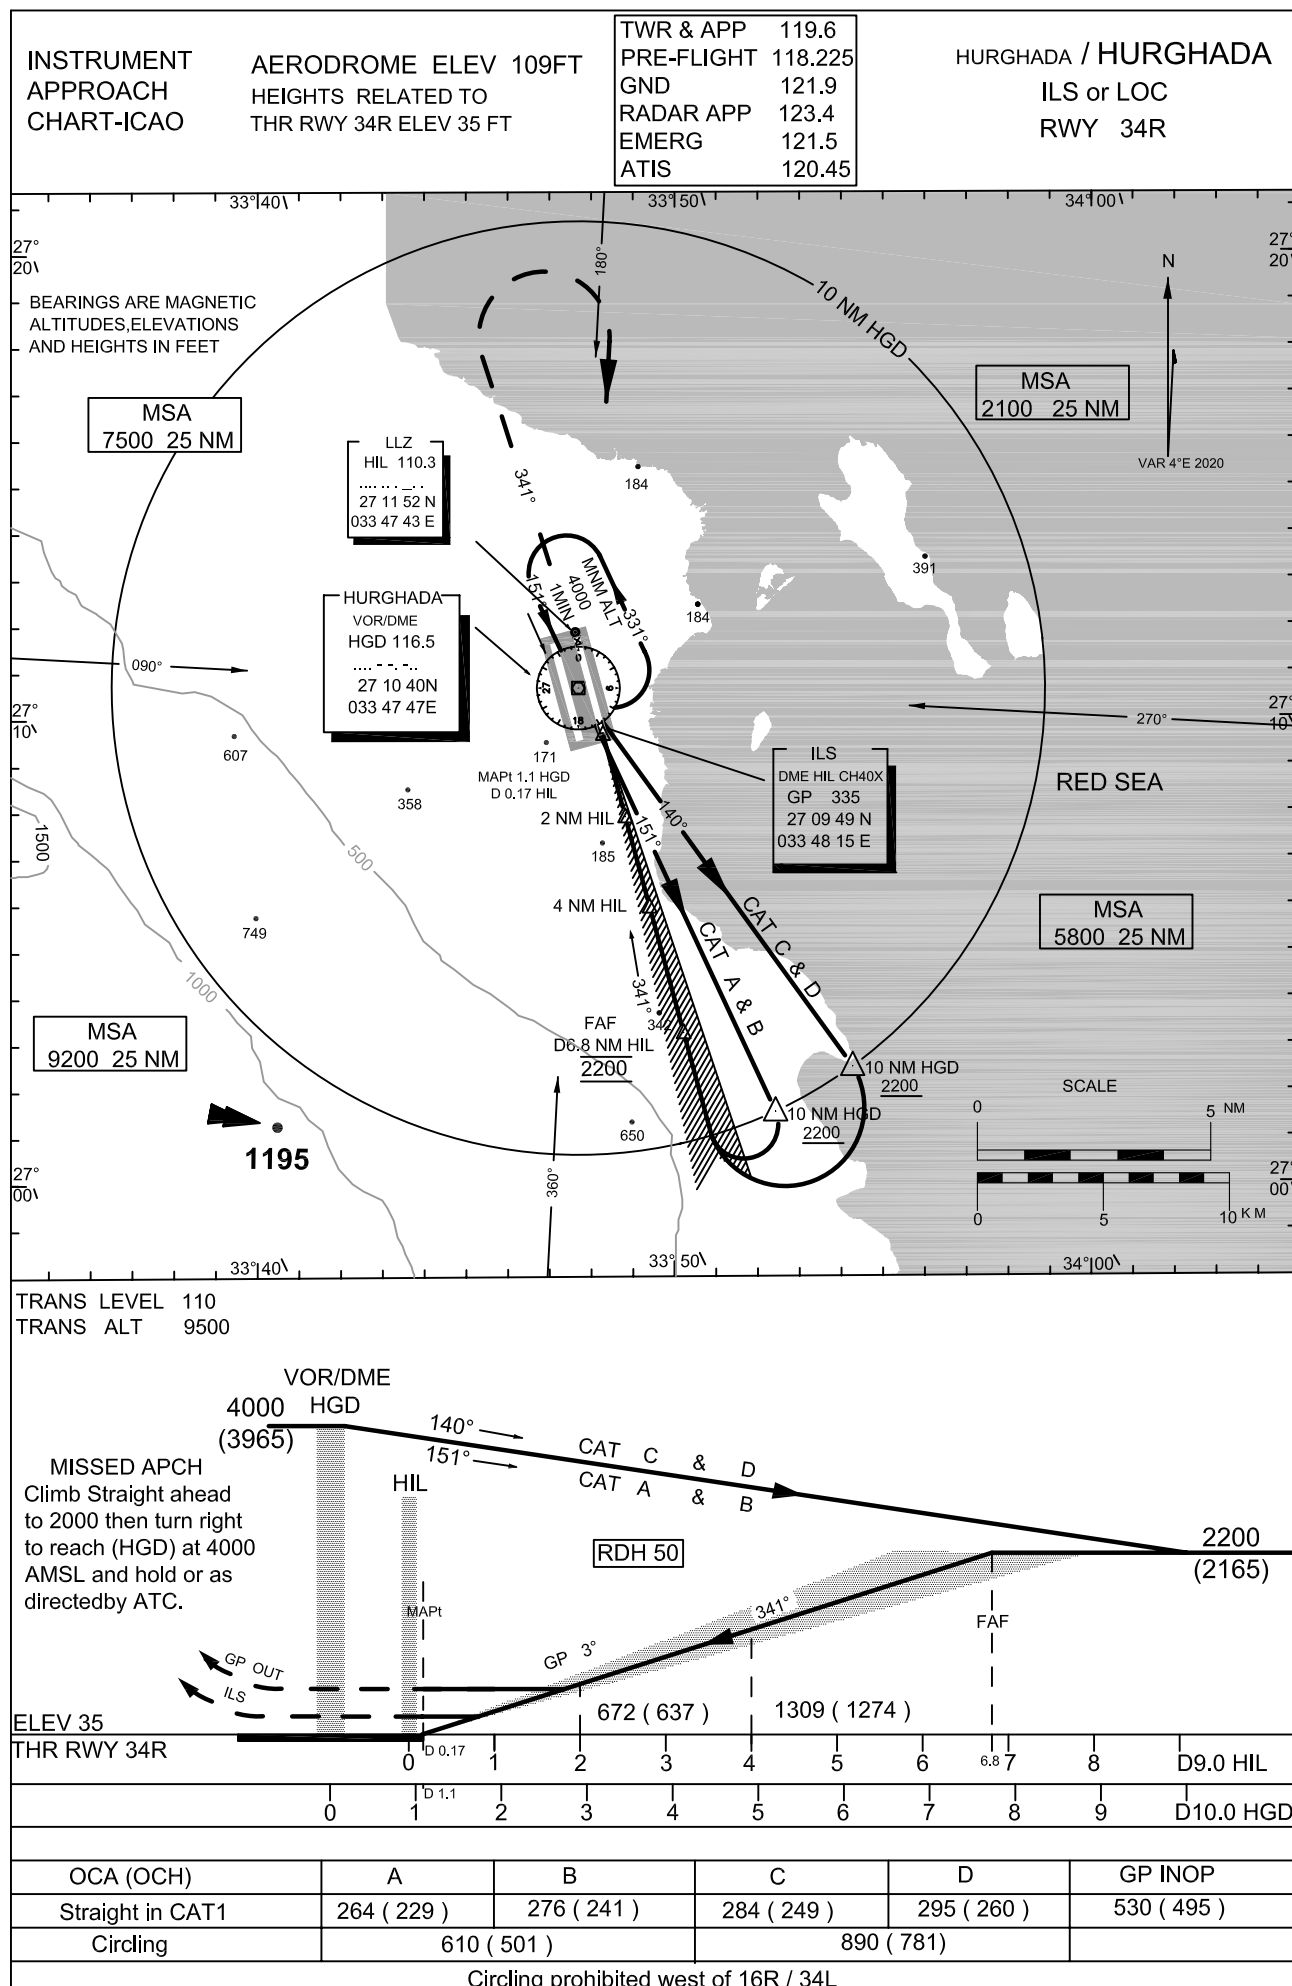 INSTRUMENT
APPROACH
CHART-ICAO
AERODROME ELEV 109FT
HEIGHTS RELATED TO
THR RWY 34R ELEV 35 FT
TWR & APP 119.6
PRE-FLIGHT 118.225
GND 121.9
RADAR APP 123.4
EMERG 121.5
ATIS 120.45
HURGHADA / HURGHADA
ILS or LOC
RWY 34R
33°40\
33°50\
34°00\
27°
20\
27°
20\
BEARINGS ARE MAGNETIC
ALTITUDES,ELEVATIONS
AND HEIGHTS IN FEET
180°
10 NM HGD
N
VAR 4°E 2020
MSA
7500 25 NM
MSA
2100 25 NM
LLZ
HIL 110.3
27 11 52 N
033 47 43 E
341°
184
391
184
HURGHADA
VOR/DME
HGD 116.5
27 10 40N
033 47 47E
151°
1MIN
4000
MNM ALT
331°
090°
0
27
9
18
27°
10\
27°
10\
270°
607
358
171
MAPt 1.1 HGD
D 0.17 HIL
2 NM HIL
185
4 NM HIL
ILS
DME HIL CH40X
GP 335
27 09 49 N
033 48 15 E
RED SEA
1500
500
1000
749
140°
151°
CAT C & D
CAT A & B
MSA
5800 25 NM
MSA
9200 25 NM
341°
342
FAF
D6.8 NM HIL
2200
10 NM HGD
2200
10 NM HGD
2200
650
1195
360°
SCALE
0 5 NM
0 5 10 K M
27°
00\
27°
00\
33°40\
33°50\
34°00\
TRANS LEVEL 110
TRANS ALT 9500
VOR/DME
HGD
4000
(3965)
140°
151°
CAT C & D
CAT A & B
MISSED APCH
Climb Straight ahead
to 2000 then turn right
to reach (HGD) at 4000
AMSL and hold or as
directedby ATC.
HIL
RDH 50
2200
(2165)
MAPt
341°
FAF
GP 3°
GP OUT
ILS
672 ( 637 )
1309 ( 1274 )
ELEV 35
THR RWY 34R
0 D 0.17 1 2 3 4 5 6 6.8 7 8 D9.0 HIL
0 1 D 1.1 2 3 4 5 6 7 8 9 D10.0 HGD
OCA (OCH) A B C D GP INOP
Straight in CAT1 264 ( 229 ) 276 ( 241 ) 284 ( 249 ) 295 ( 260 ) 530 ( 495 )
Circling 610 ( 501 ) 890 ( 781)
Circling prohibited west of 16R / 34L